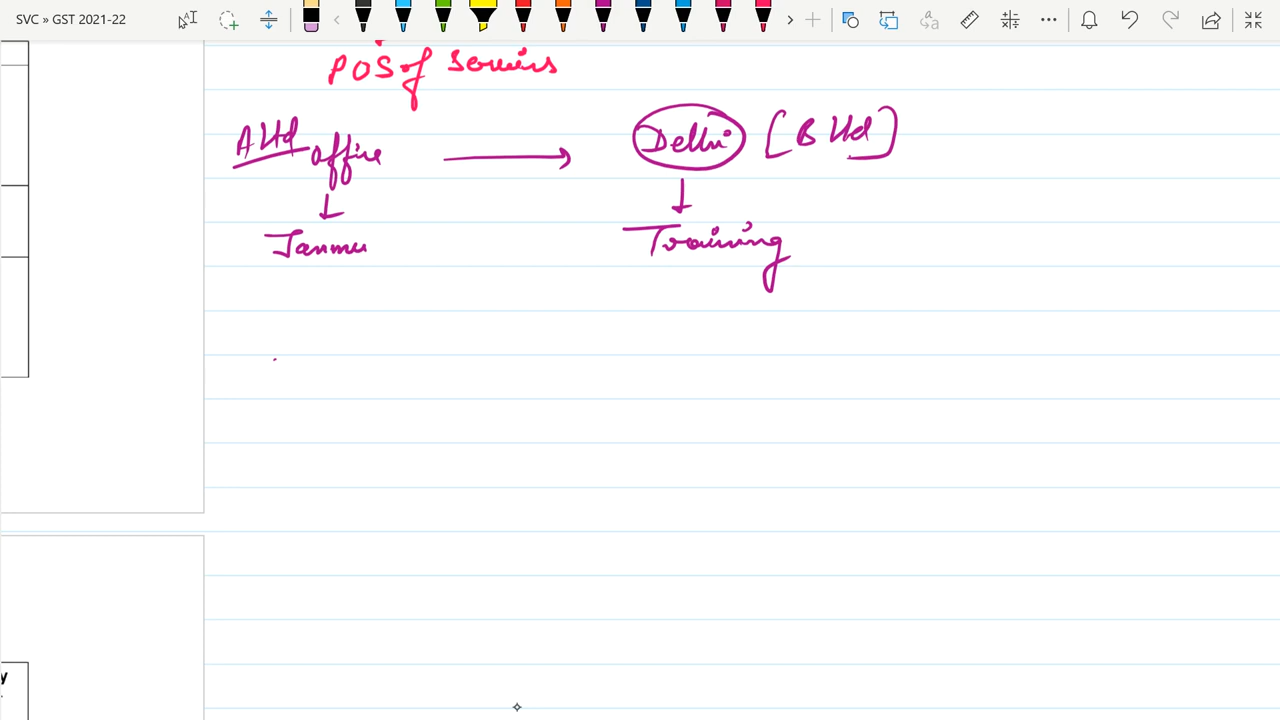 SVC » GST 2021-22
POS of Services
A Ltd office → Delhi [B Ltd]
↓ ↓
Jammu Training
y